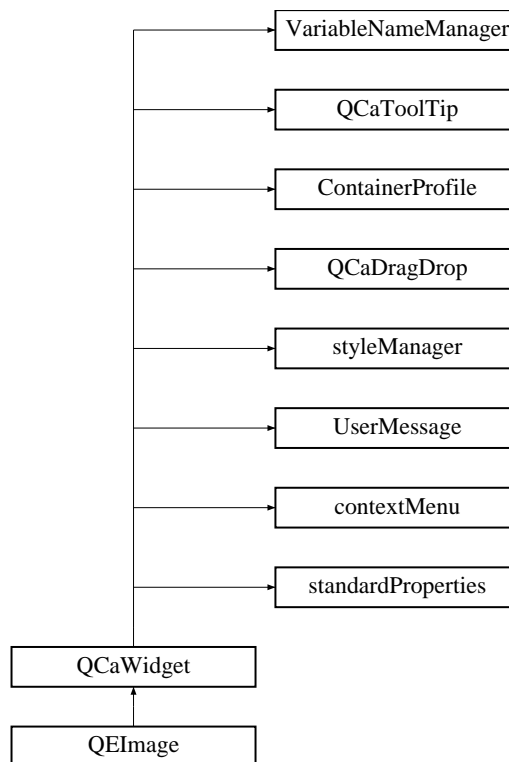 VariableNameManager
QCaToolTip
ContainerProfile
QCaDragDrop
styleManager
UserMessage
contextMenu
standardProperties
QCaWidget
QEImage